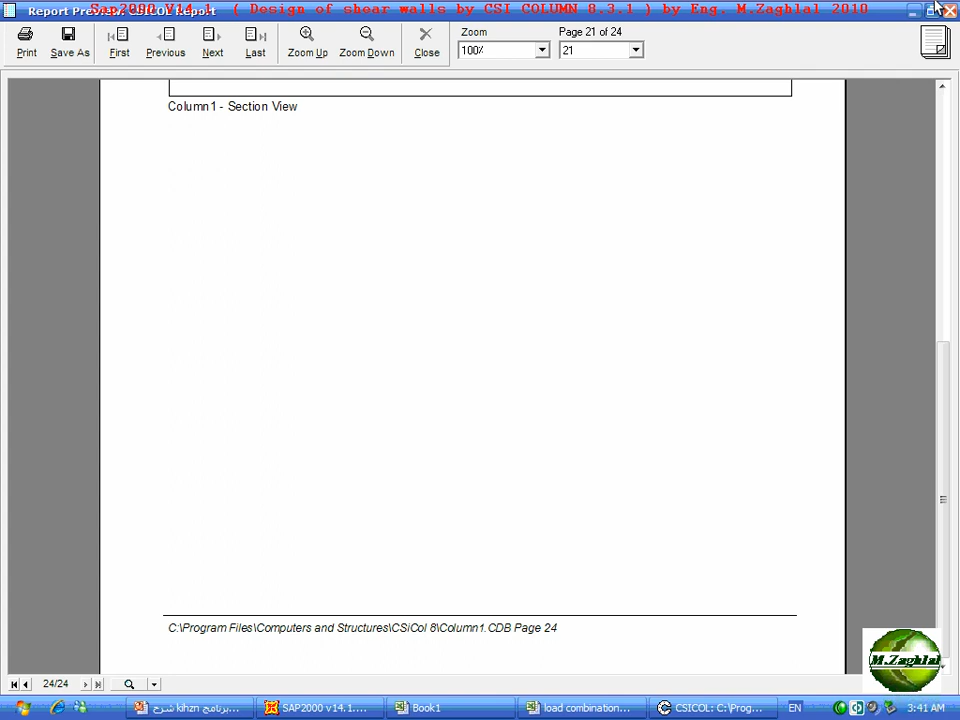 Report Preview: CSICOL Report
Sap2000 V14.1 ( Design of shear walls by CSI COLUMN 8.3.1 ) by Eng. M.Zaghlal 2010
Print
Save As
First
Previous
Next
Last
Zoom Up
Zoom Down
Close
Zoom
100%
Page 21 of 24
21
Column1 - Section View
C:\Program Files\Computers and Structures\CSiCol 8\Column1.CDB Page 24
M.Zaghlal
24/24
شرح kihzn برنامج...
SAP2000 v14.1....
Book1
load combination...
CSICOL: C:\Prog...
EN
3:41 AM